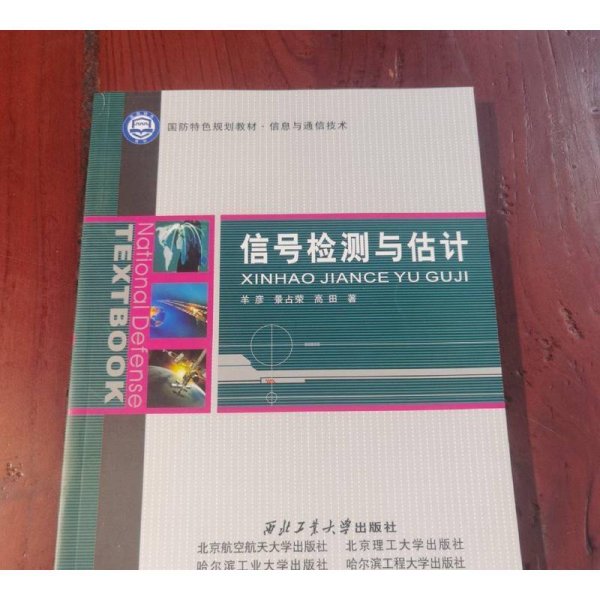 国防特色规划教材·信息与通信技术
National Defense
TEXTBOOK
信号检测与估计
XINHAO JIANCE YU GUJI
羊彦 景占荣 高田 著
西北工业大学出版社
北京航空航天大学出版社 北京理工大学出版社
哈尔滨工业大学出版社 哈尔滨工程大学出版社